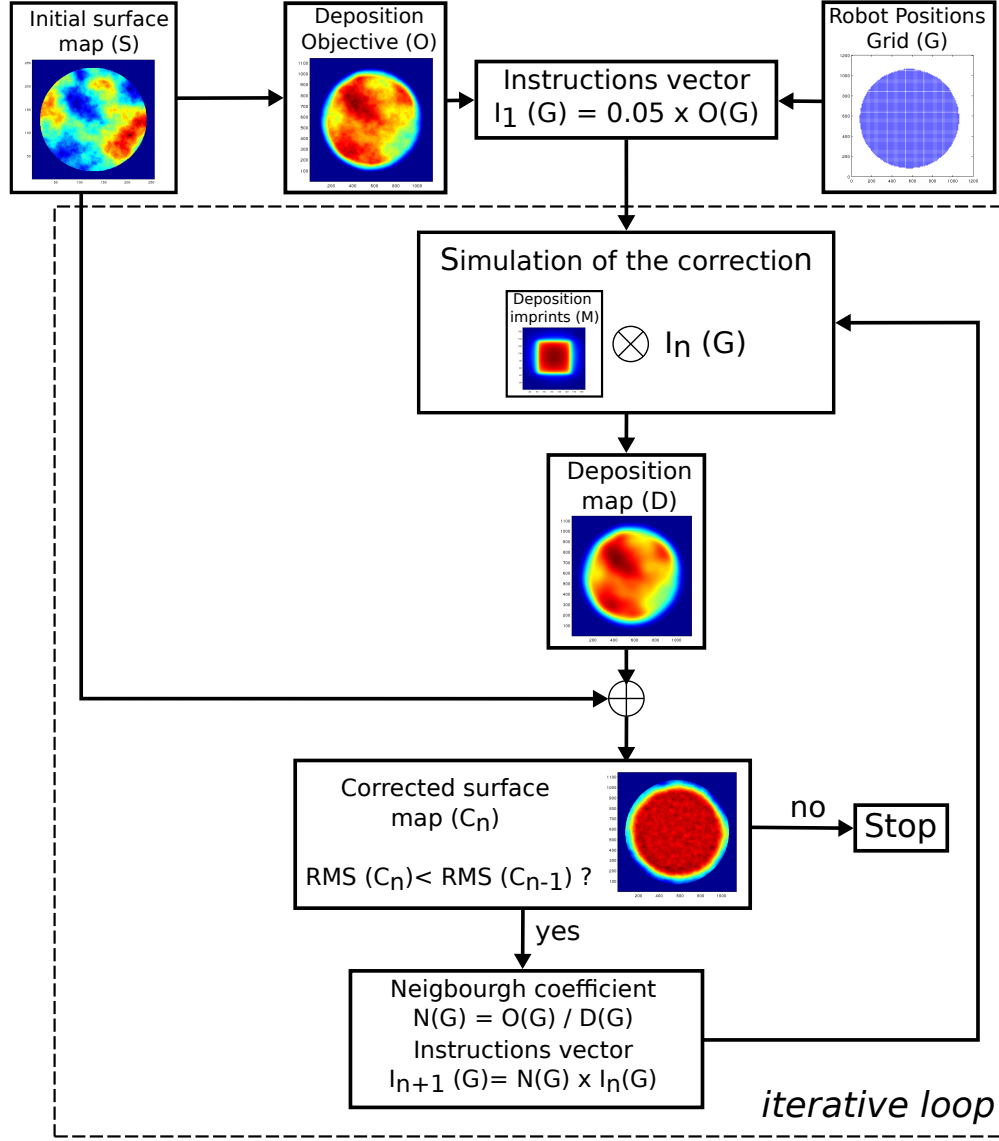 Initial surface
map (S)
Deposition
Objective (O)
Instructions vector
I1 (G) = 0.05 x O(G)
Robot Positions
Grid (G)
Simulation of the correction
Deposition
imprints (M)
In (G)
Deposition
map (D)
Corrected surface
map (Cn)
RMS (Cn)< RMS (Cn-1) ?
no
Stop
yes
Neigbourgh coefficient
N(G) = O(G) / D(G)
Instructions vector
In+1 (G)= N(G) x In(G)
iterative loop